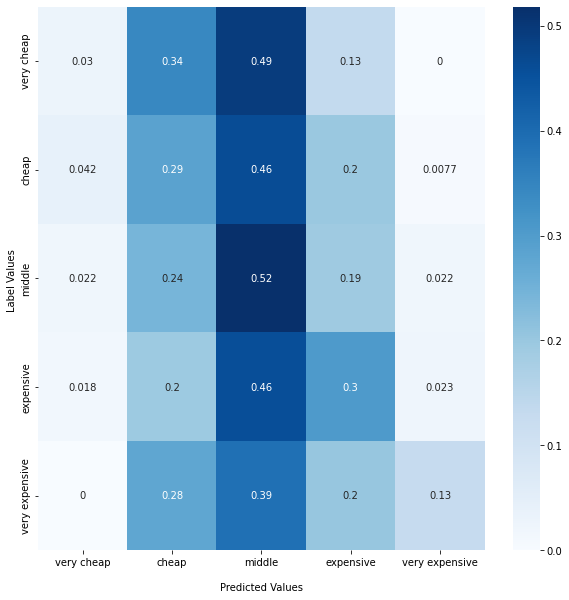 very cheap 0.03 0.34 0.49 0.13 0
cheap 0.042 0.29 0.46 0.2 0.0077
middle 0.022 0.24 0.52 0.19 0.022
expensive 0.018 0.2 0.46 0.3 0.023
very expensive 0 0.28 0.39 0.2 0.13
Label Values
very cheap cheap middle expensive very expensive
Predicted Values
0.5
0.4
0.3
0.2
0.1
0.0